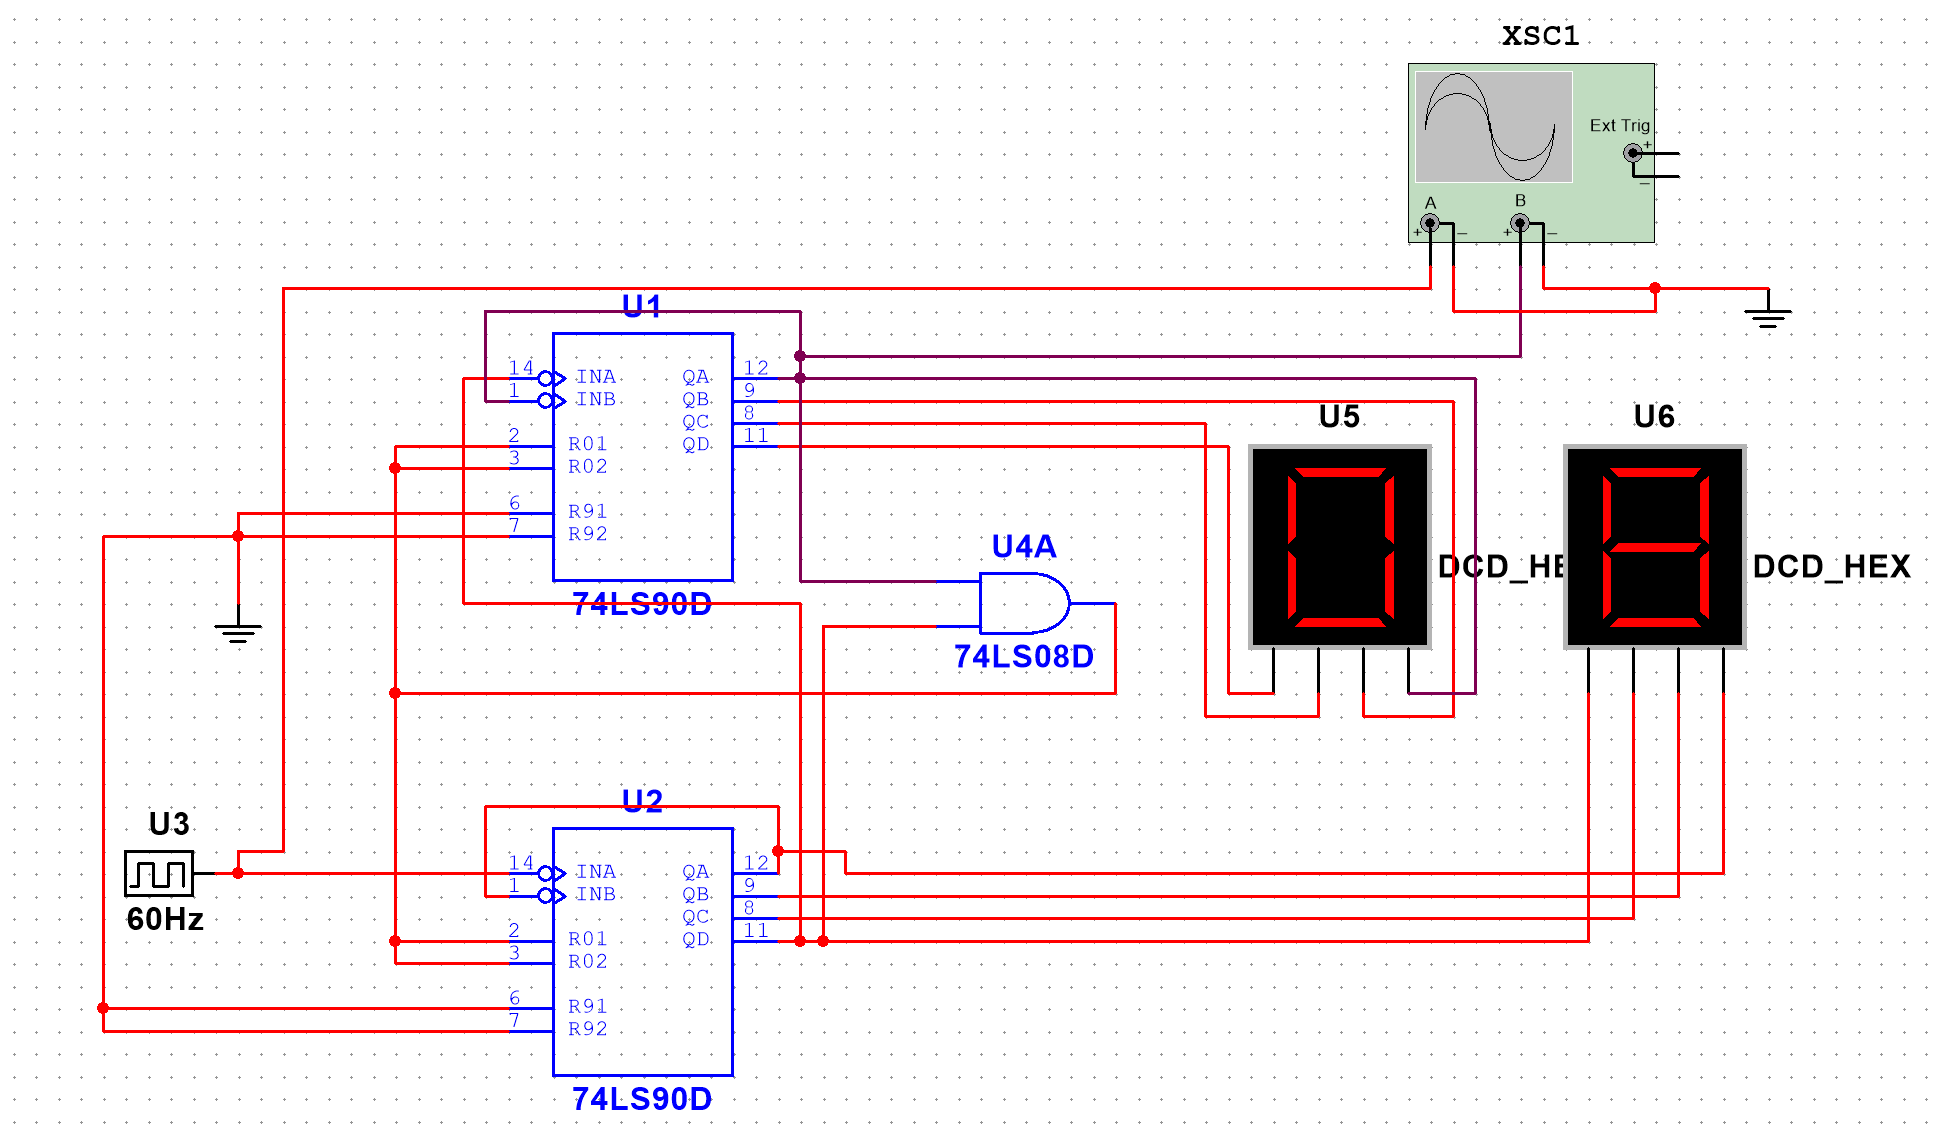 XSC1
Ext Trig
+
_
A
B
+ _ + _
U1
14 INA QA 12
1 INB QB 9
QC 8
2 R01 QD 11
3 R02
6 R91
7 R92
74LS90D
U4A
74LS08D
U5
DCD_HE
U6
DCD_HEX
U3
60Hz
U2
14 INA QA 12
1 INB QB 9
QC 8
2 R01 QD 11
3 R02
6 R91
7 R92
74LS90D